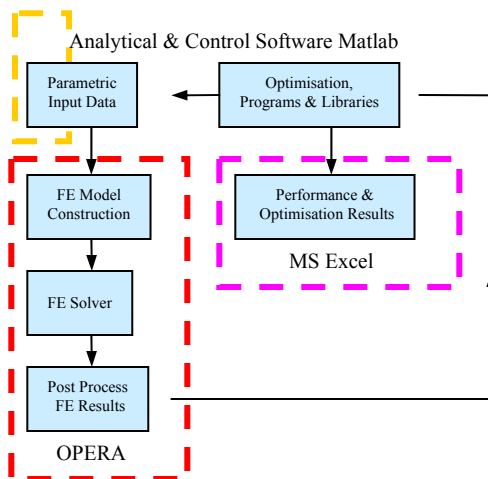 Analytical & Control Software Matlab
Parametric
Input Data
Optimisation,
Programs & Libraries
FE Model
Construction
Performance &
Optimisation Results
MS Excel
FE Solver
Post Process
FE Results
OPERA